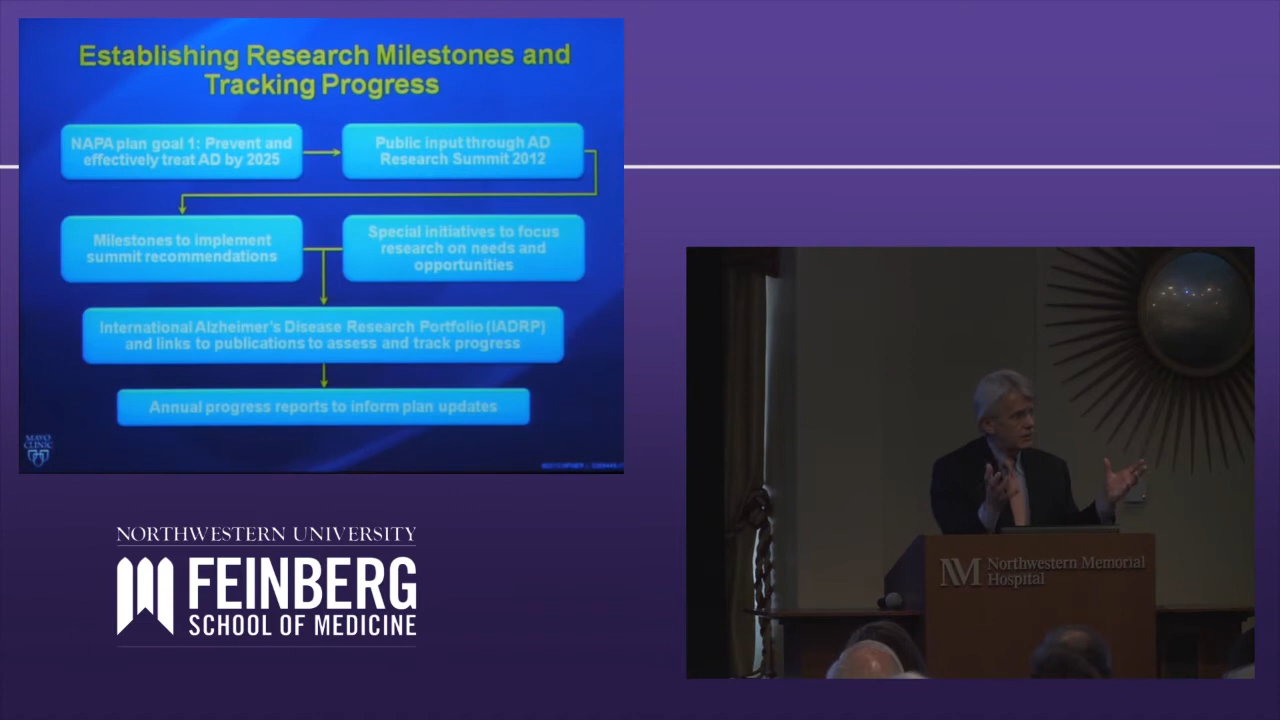 Establishing Research Milestones and
Tracking Progress
NAPA plan goal 1: Prevent and
effectively treat AD by 2025
Public input through AD
Research Summit 2012
Milestones to implement
summit recommendations
Special initiatives to focus
research on needs and
opportunities
International Alzheimer's Disease Research Portfolio (IADRP)
and links to publications to assess and track progress
Annual progress reports to inform plan updates
MAYO
CLINIC
NORTHWESTERN UNIVERSITY
FEINBERG
SCHOOL OF MEDICINE
NM Northwestern Memorial
Hospital